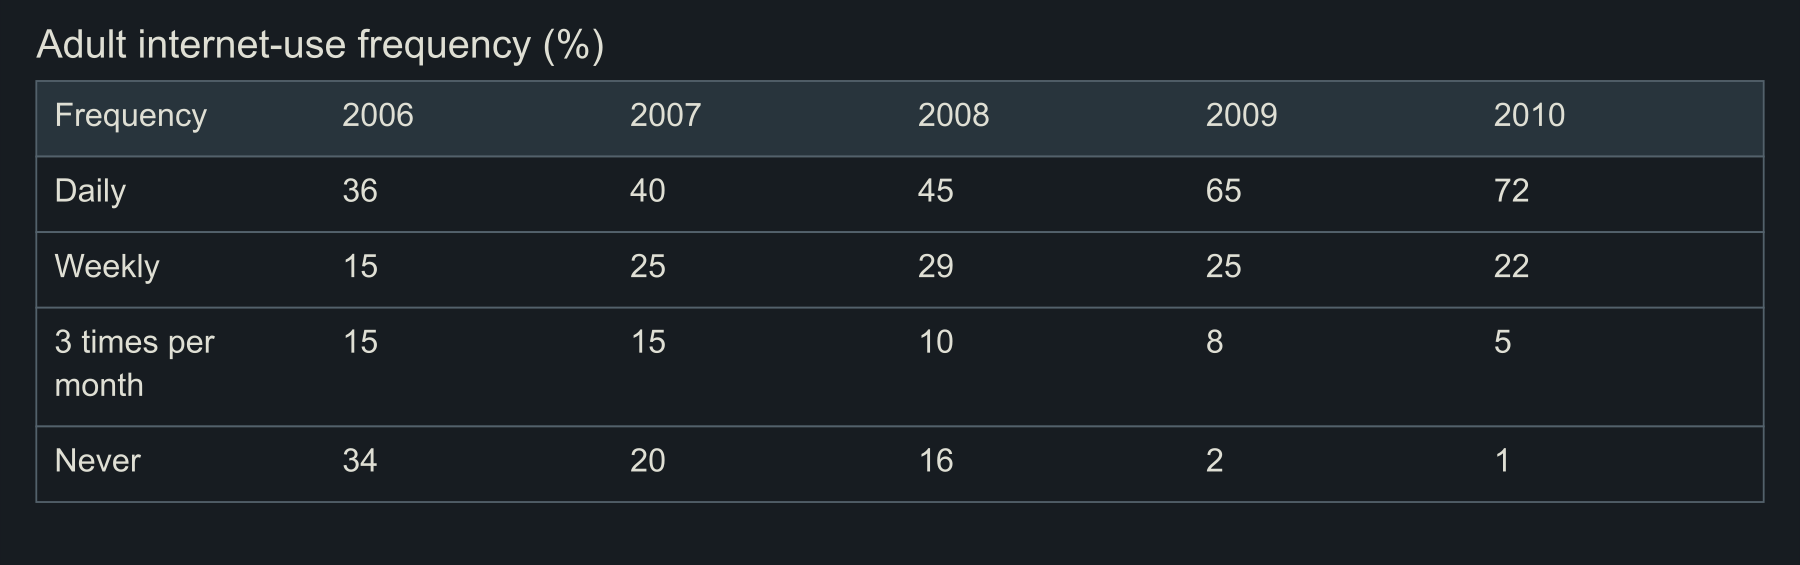 Adult internet-use frequency (%)
Frequency 2006 2007 2008 2009 2010
Daily 36 40 45 65 72
Weekly 15 25 29 25 22
3 times per 15 15 10 8 5
month
Never 34 20 16 2 1